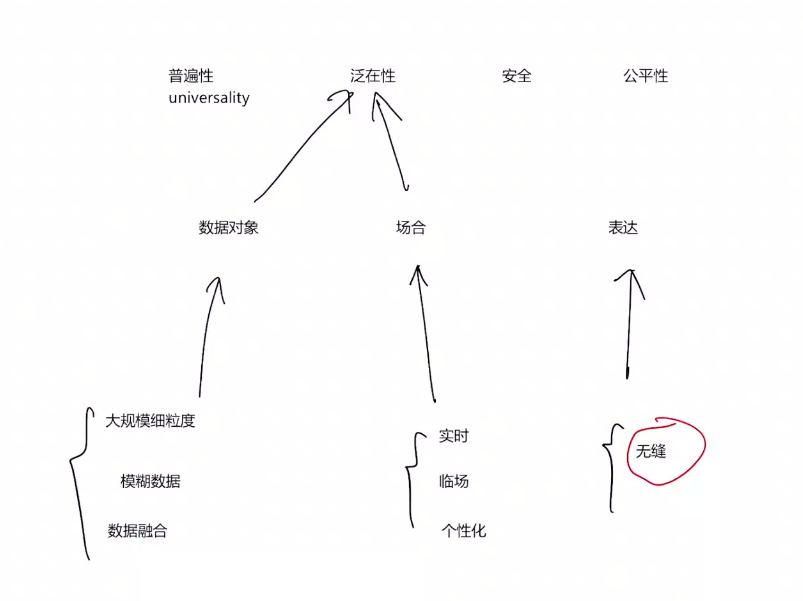 普遍性
universality
泛在性
安全
公平性
数据对象
场合
表达
大规模细粒度
模糊数据
数据融合
实时
临场
个性化
无缝